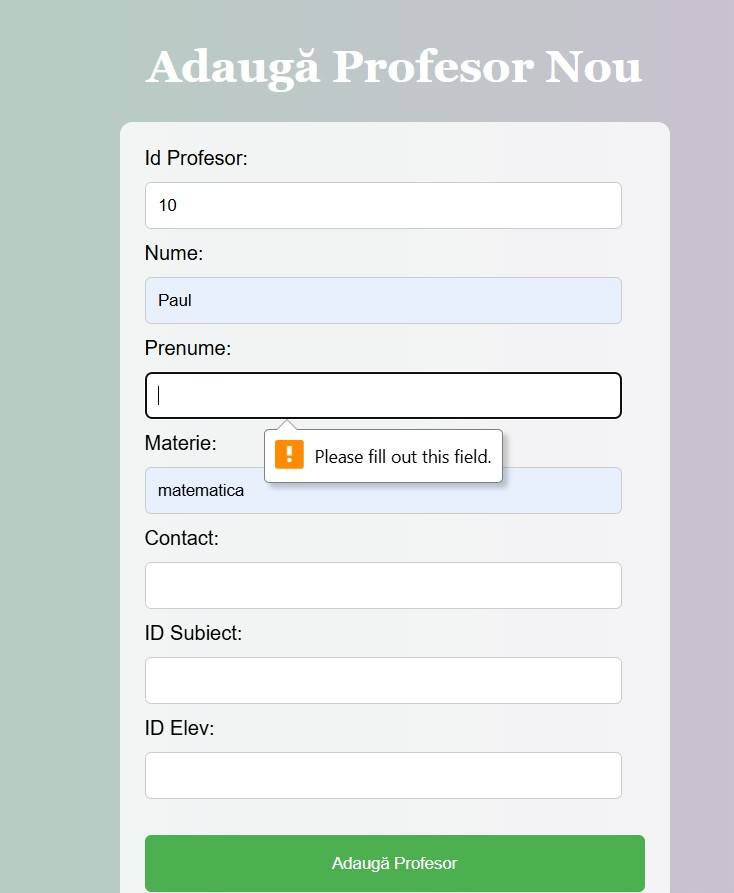 Adaugă Profesor Nou
Id Profesor:
10
Nume:
Paul
Prenume:
Please fill out this field.
Materie:
matematica
Contact:
ID Subiect:
ID Elev:
Adaugă Profesor